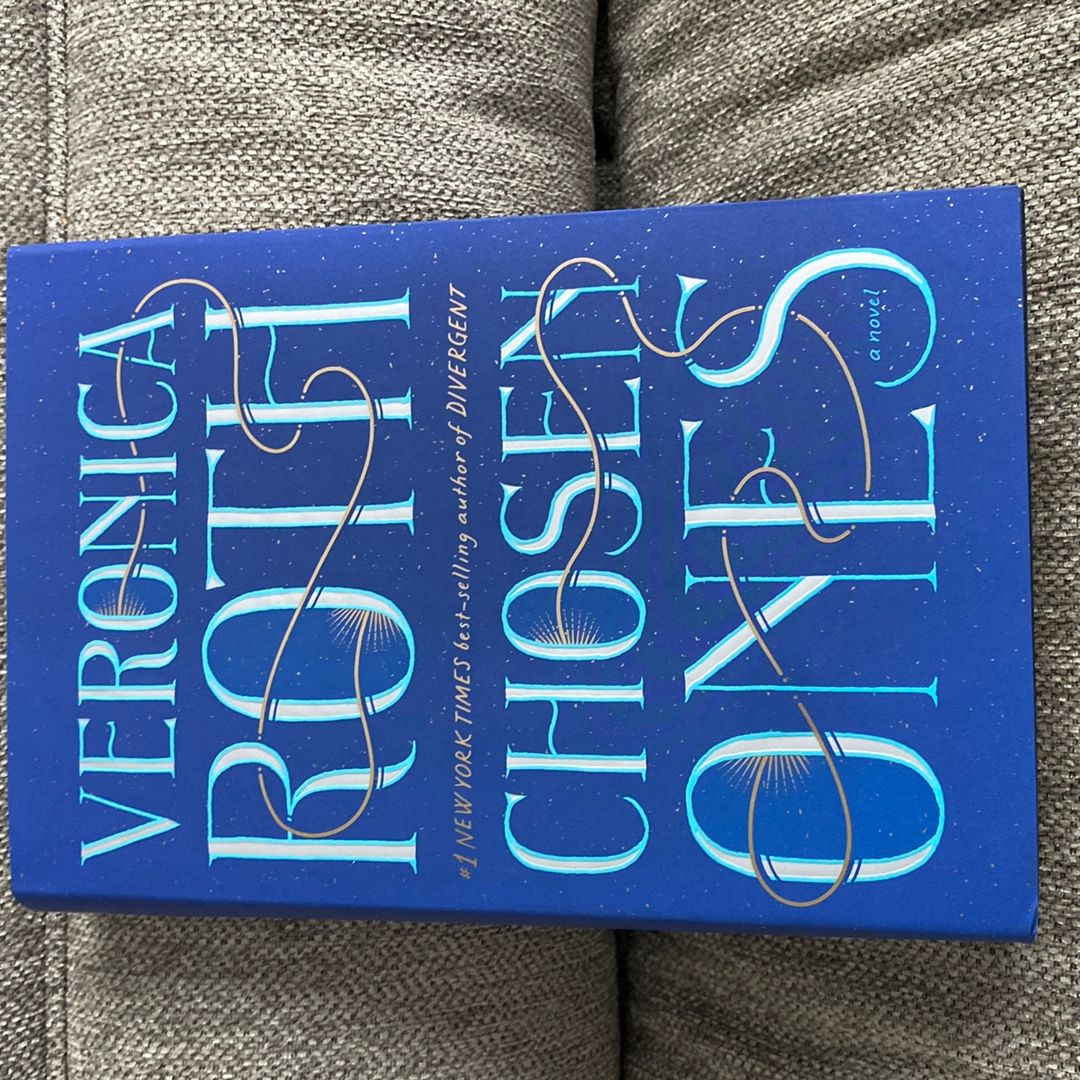 VERONICA
ROTH
#1 NEW YORK TIMES best-selling author of DIVERGENT
CHOSEN
ONES
a novel